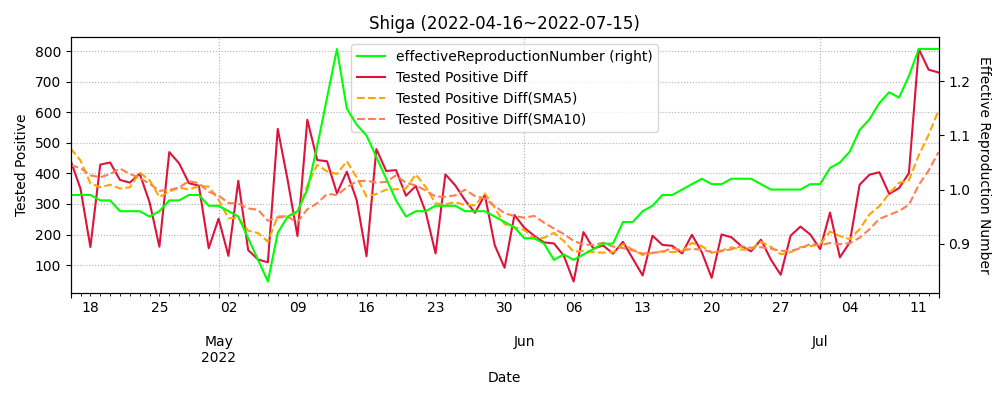 Shiga (2022-04-16~2022-07-15)
effectiveReproductionNumber (right)
Tested Positive Diff
Tested Positive Diff(SMA5)
Tested Positive Diff(SMA10)
Tested Positive
800
700
600
500
400
300
200
100
1.2
1.1
1.0
0.9
Effective Reproduction Number
18 25 02 09 16 23 30 06 13 20 27 04 11
May Jun Jul
2022
Date